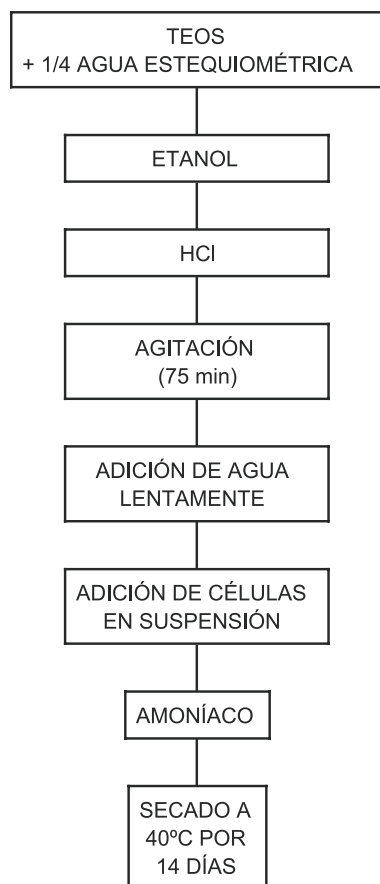 TEOS
+ 1/4 AGUA ESTEQUIOMÉTRICA
ETANOL
HCl
AGITACIÓN
(75 min)
ADICIÓN DE AGUA
LENTAMENTE
ADICIÓN DE CÉLULAS
EN SUSPENSIÓN
AMONÍACO
SECADO A
40ºC POR
14 DÍAS